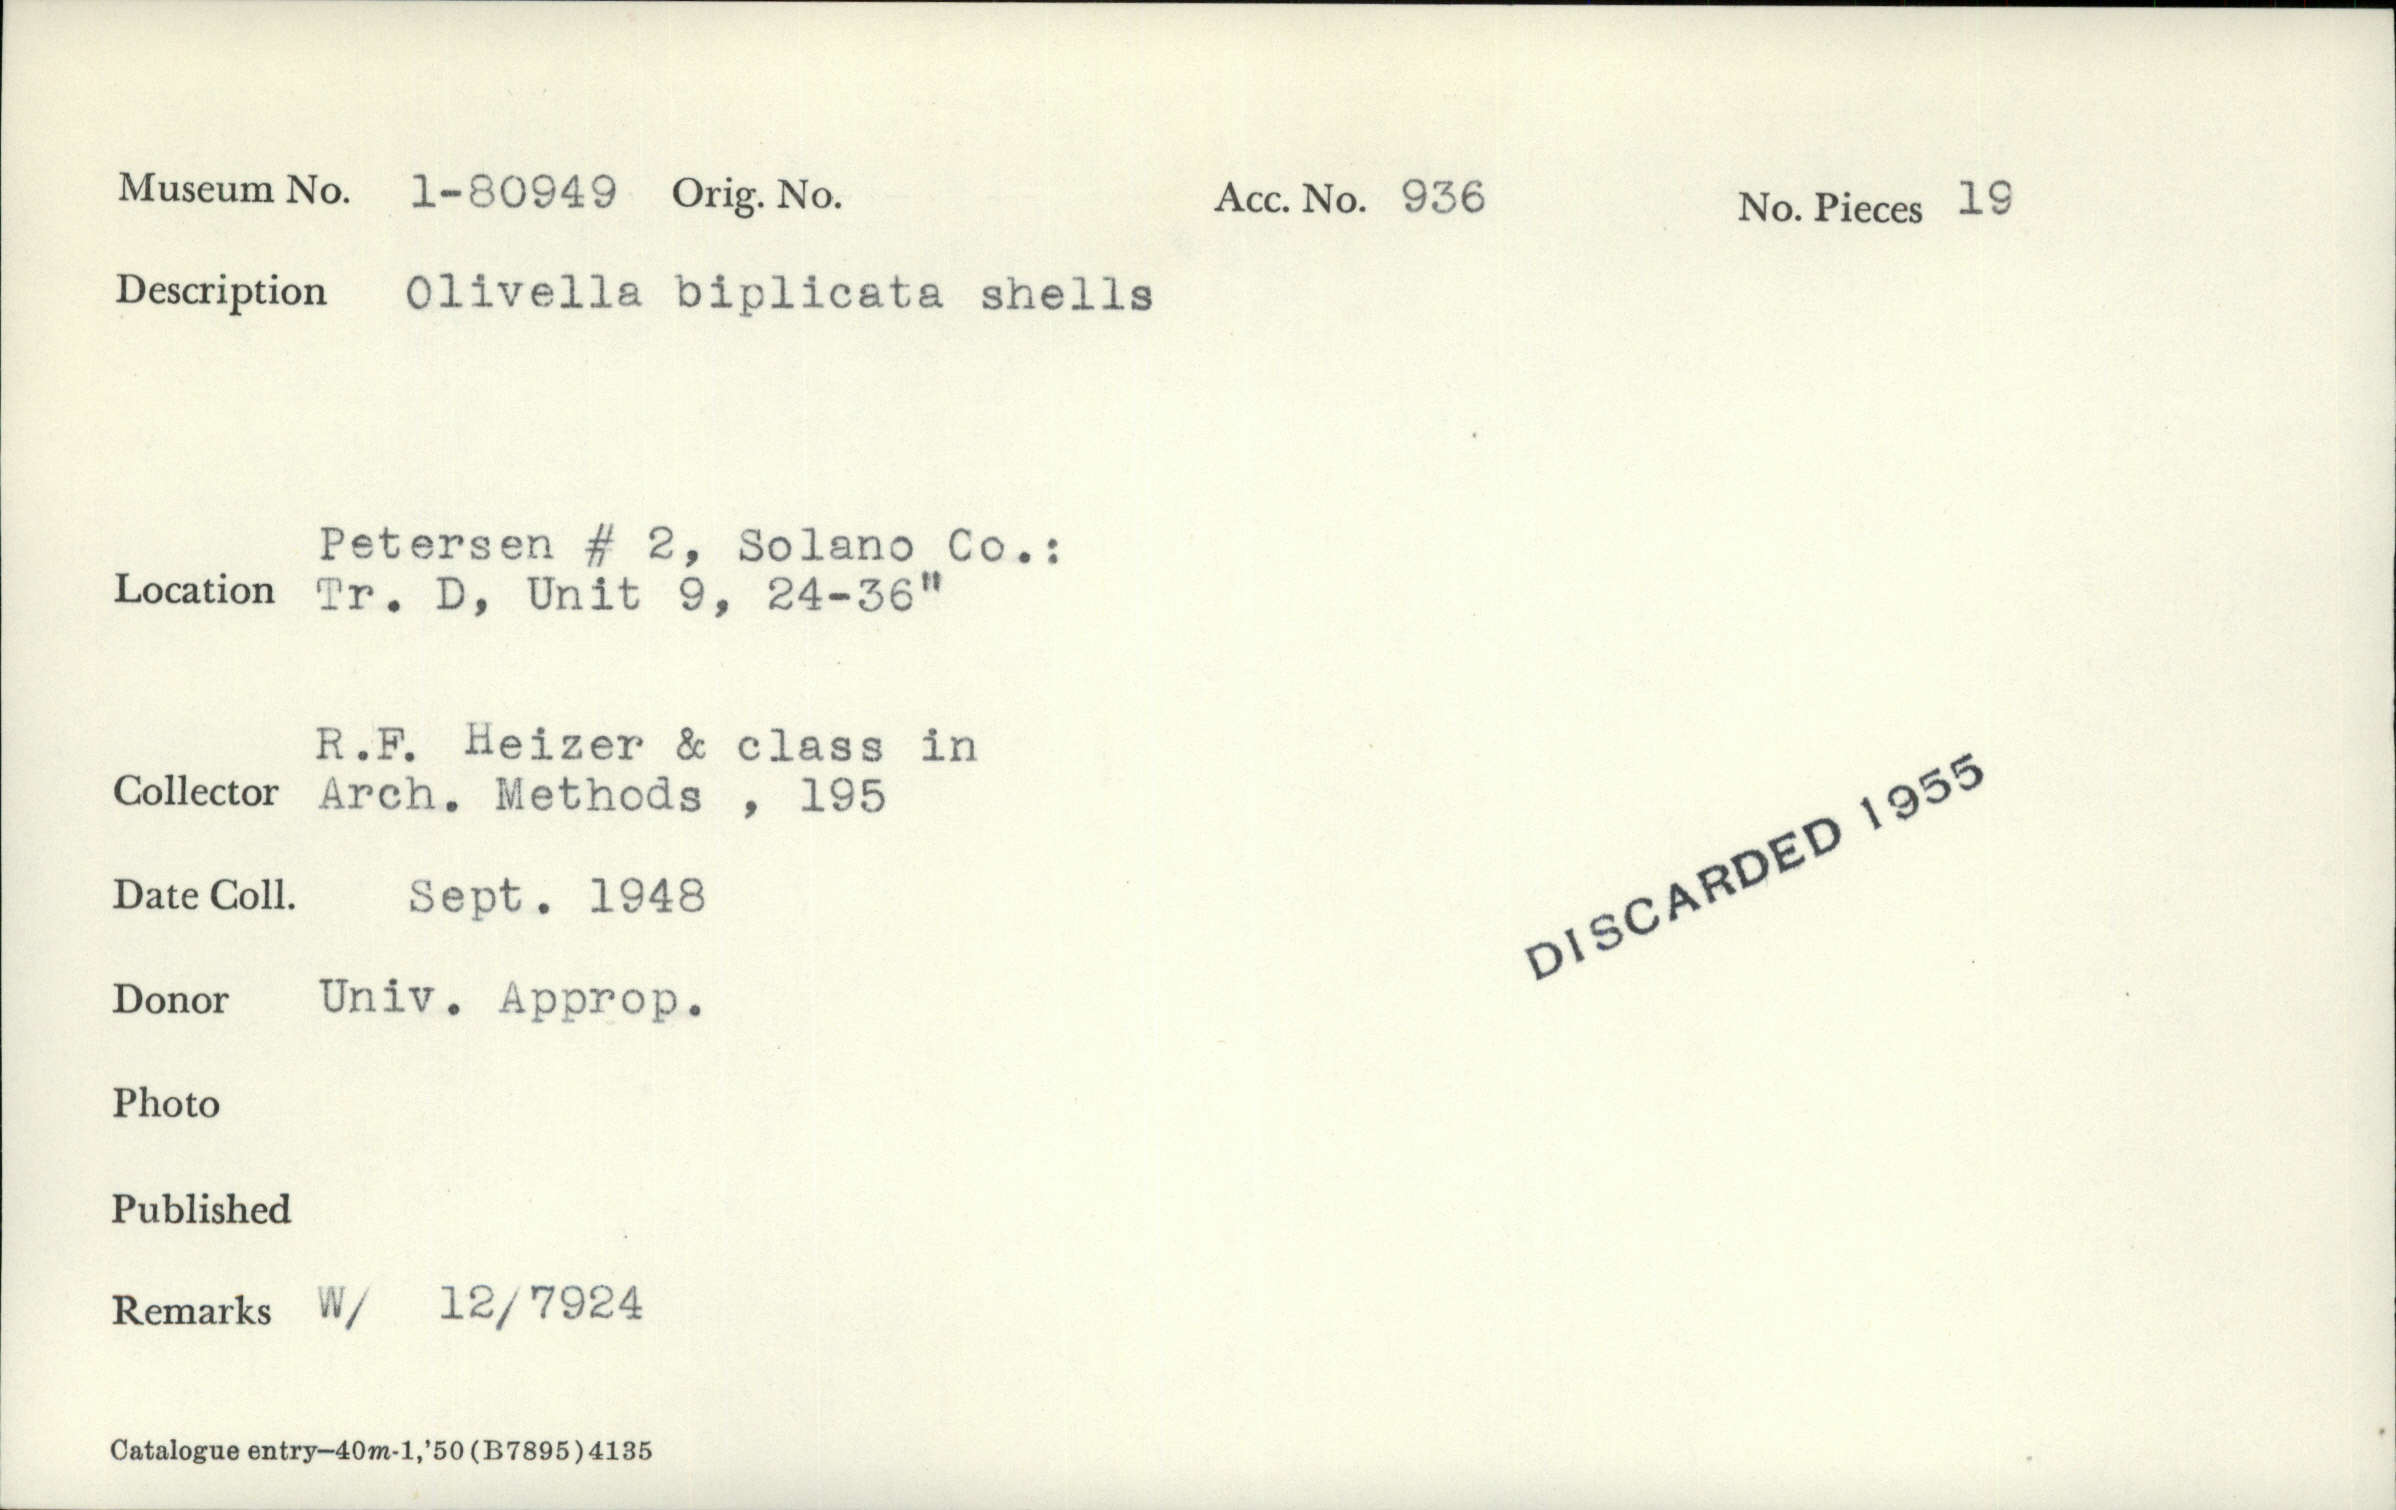 Museum No. 1-80949 Orig. No. Acc. No. 936 No. Pieces 19
Description Olivella biplicata shells
Petersen # 2, Solano Co.:
Location Tr. D, Unit 9, 24-36"
R.F. Heizer & class in
Collector Arch. Methods , 195
DISCARDED 1955
Date Coll. Sept. 1948
Donor Univ. Approp.
Photo
Published
Remarks W/ 12/7924
Catalogue entry—40m-1,'50(B7895)4135